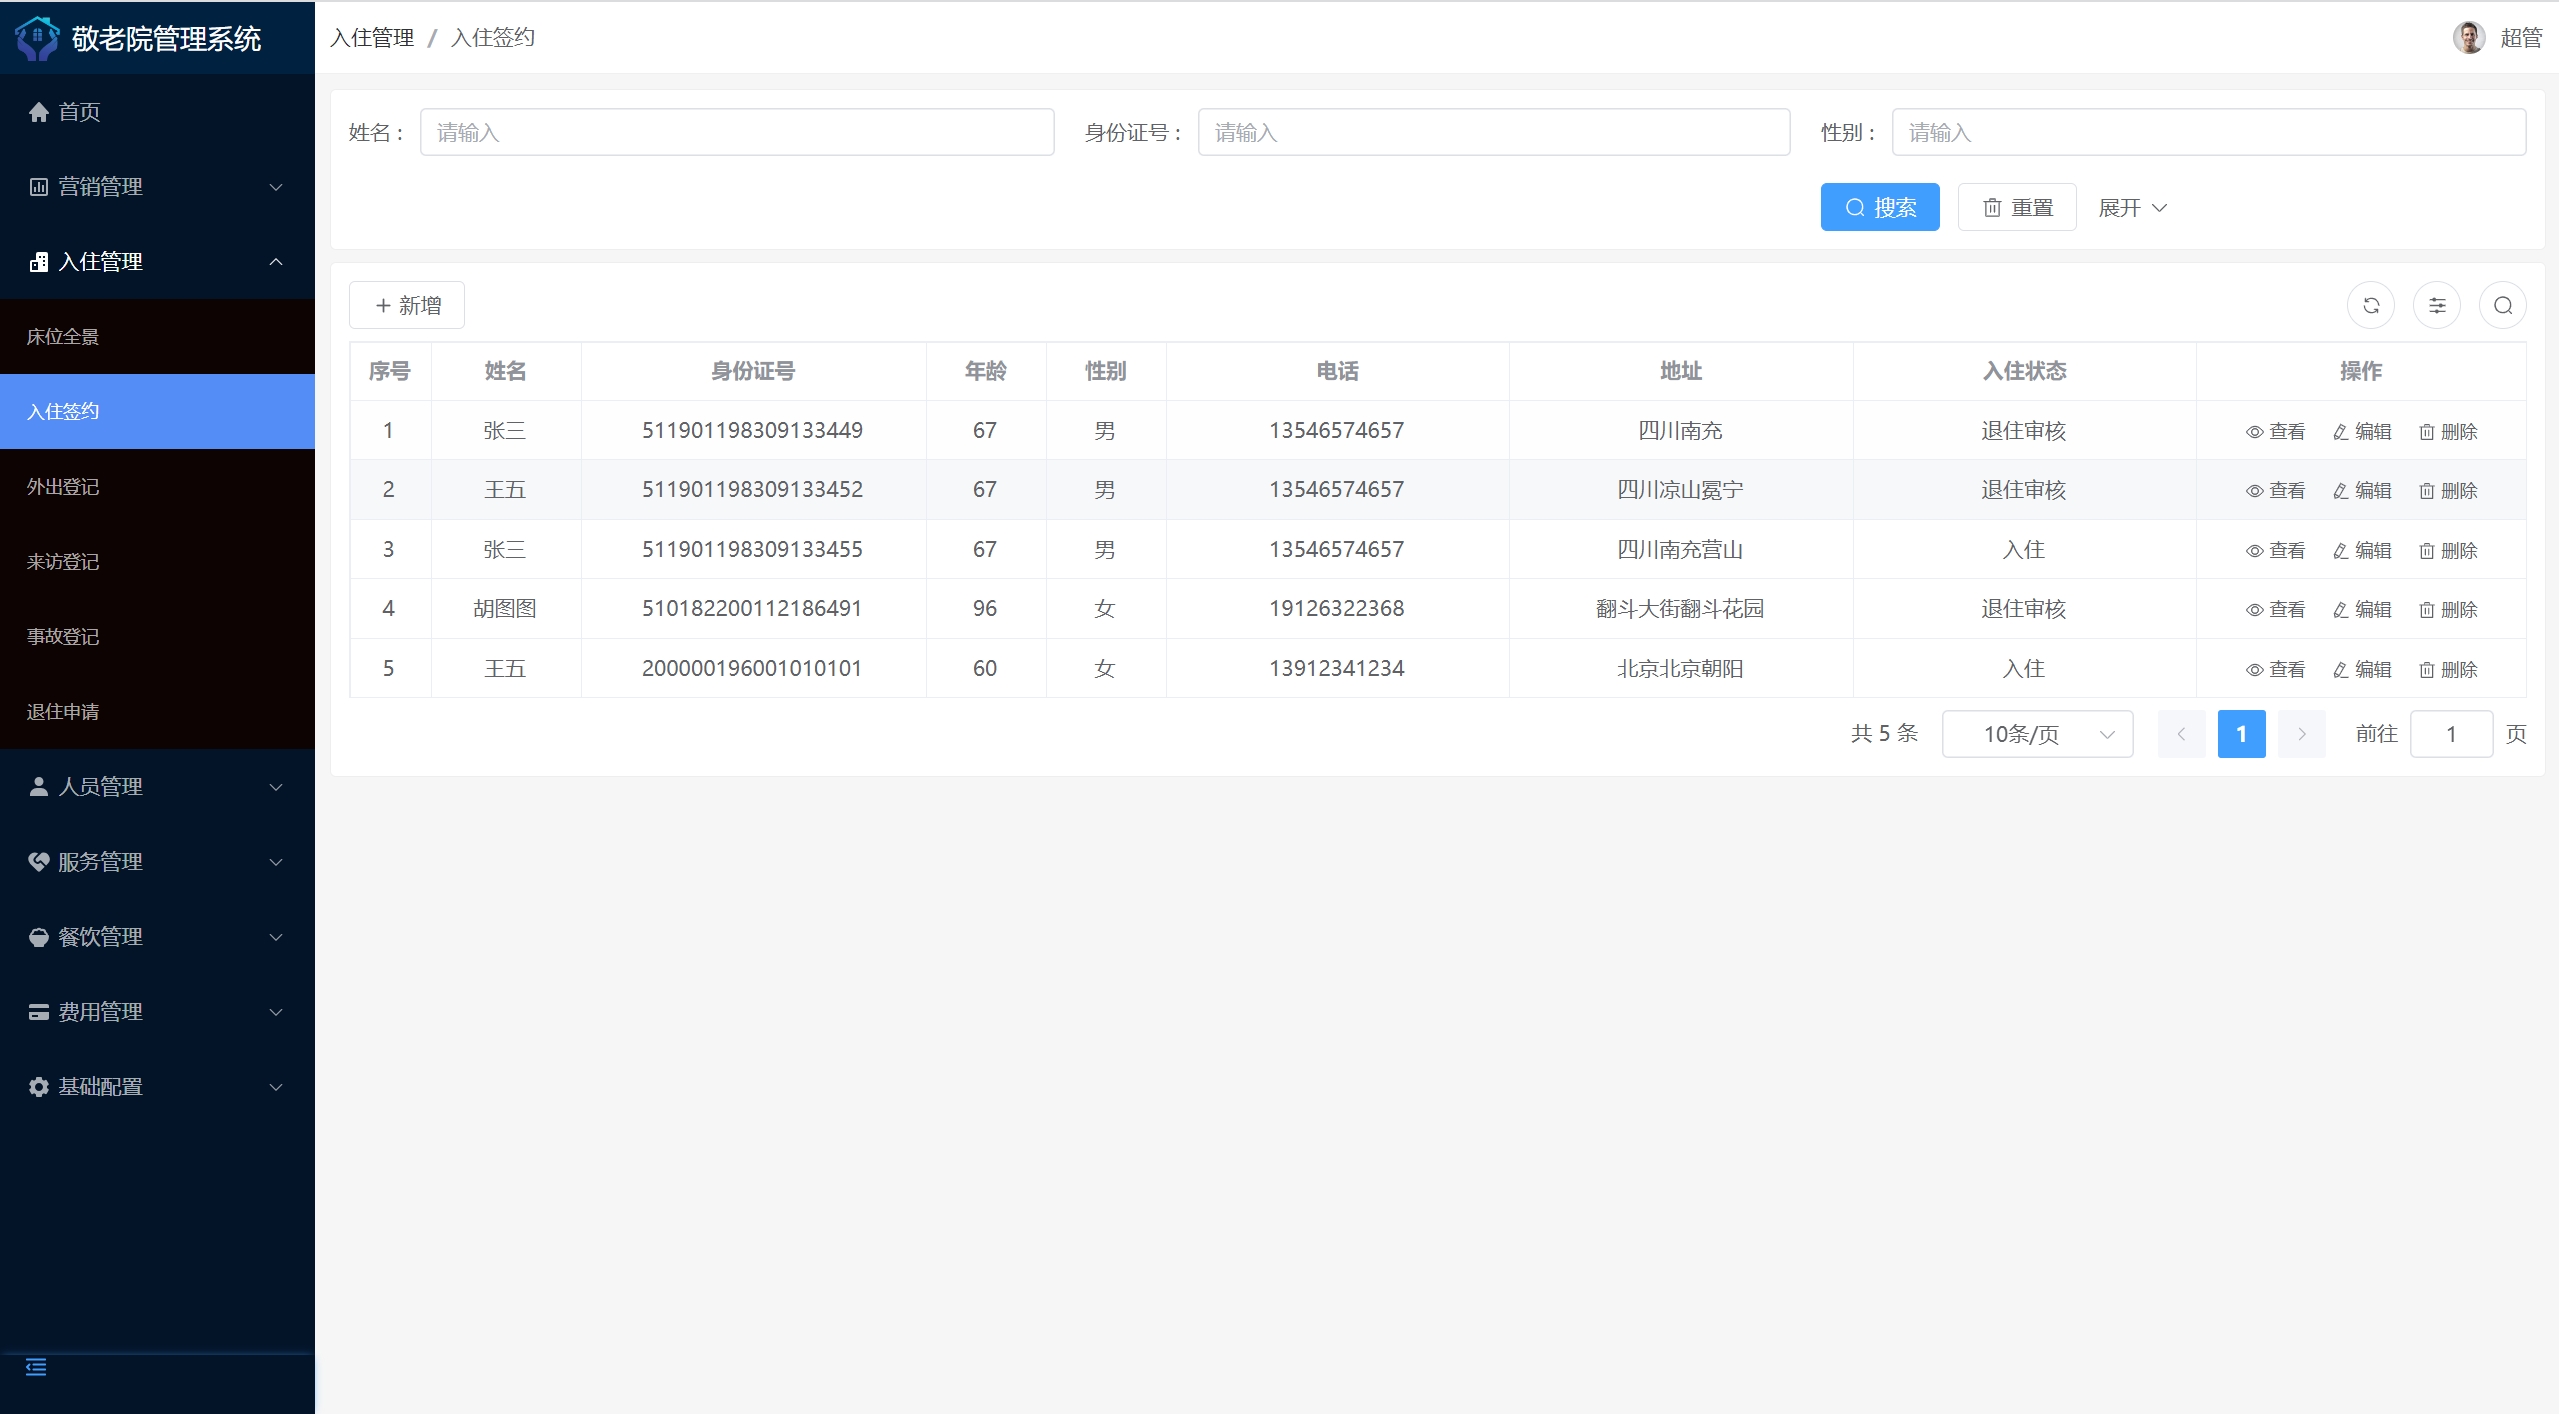 敬老院管理系统
入住管理 / 入住签约
超管
首页
营销管理
入住管理
床位全景
入住签约
外出登记
来访登记
事故登记
退住申请
人员管理
服务管理
餐饮管理
费用管理
基础配置
姓名： 请输入 身份证号： 请输入 性别： 请输入
搜索 重置 展开
新增
序号 姓名 身份证号 年龄 性别 电话 地址 入住状态 操作
1 张三 511901198309133449 67 男 13546574657 四川南充 退住审核 查看 编辑 删除
2 王五 511901198309133452 67 男 13546574657 四川凉山冕宁 退住审核 查看 编辑 删除
3 张三 511901198309133455 67 男 13546574657 四川南充营山 入住 查看 编辑 删除
4 胡图图 510182200112186491 96 女 19126322368 翻斗大街翻斗花园 退住审核 查看 编辑 删除
5 王五 200000196001010101 60 女 13912341234 北京北京朝阳 入住 查看 编辑 删除
共 5 条 10条/页 1 前往 1 页